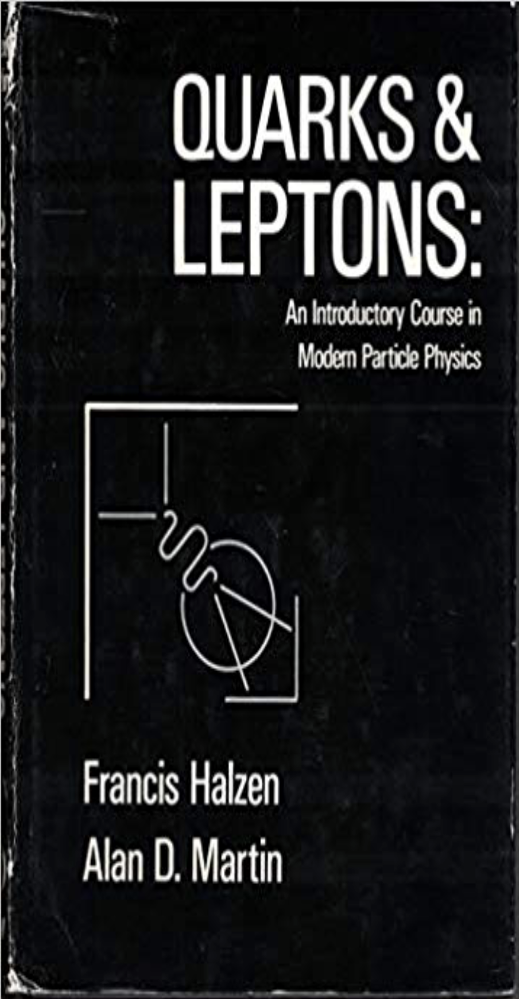 QUARKS &
LEPTONS:
An Introductory Course in
Modern Particle Physics
Francis Halzen
Alan D. Martin